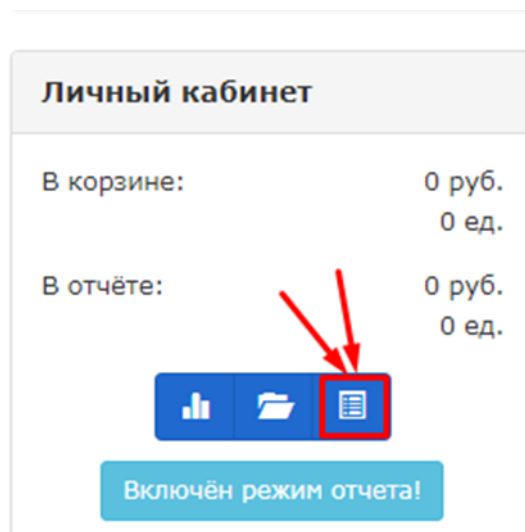 Личный кабинет
В корзине: 0 руб.
0 ед.
В отчёте: 0 руб.
0 ед.
Включён режим отчета!